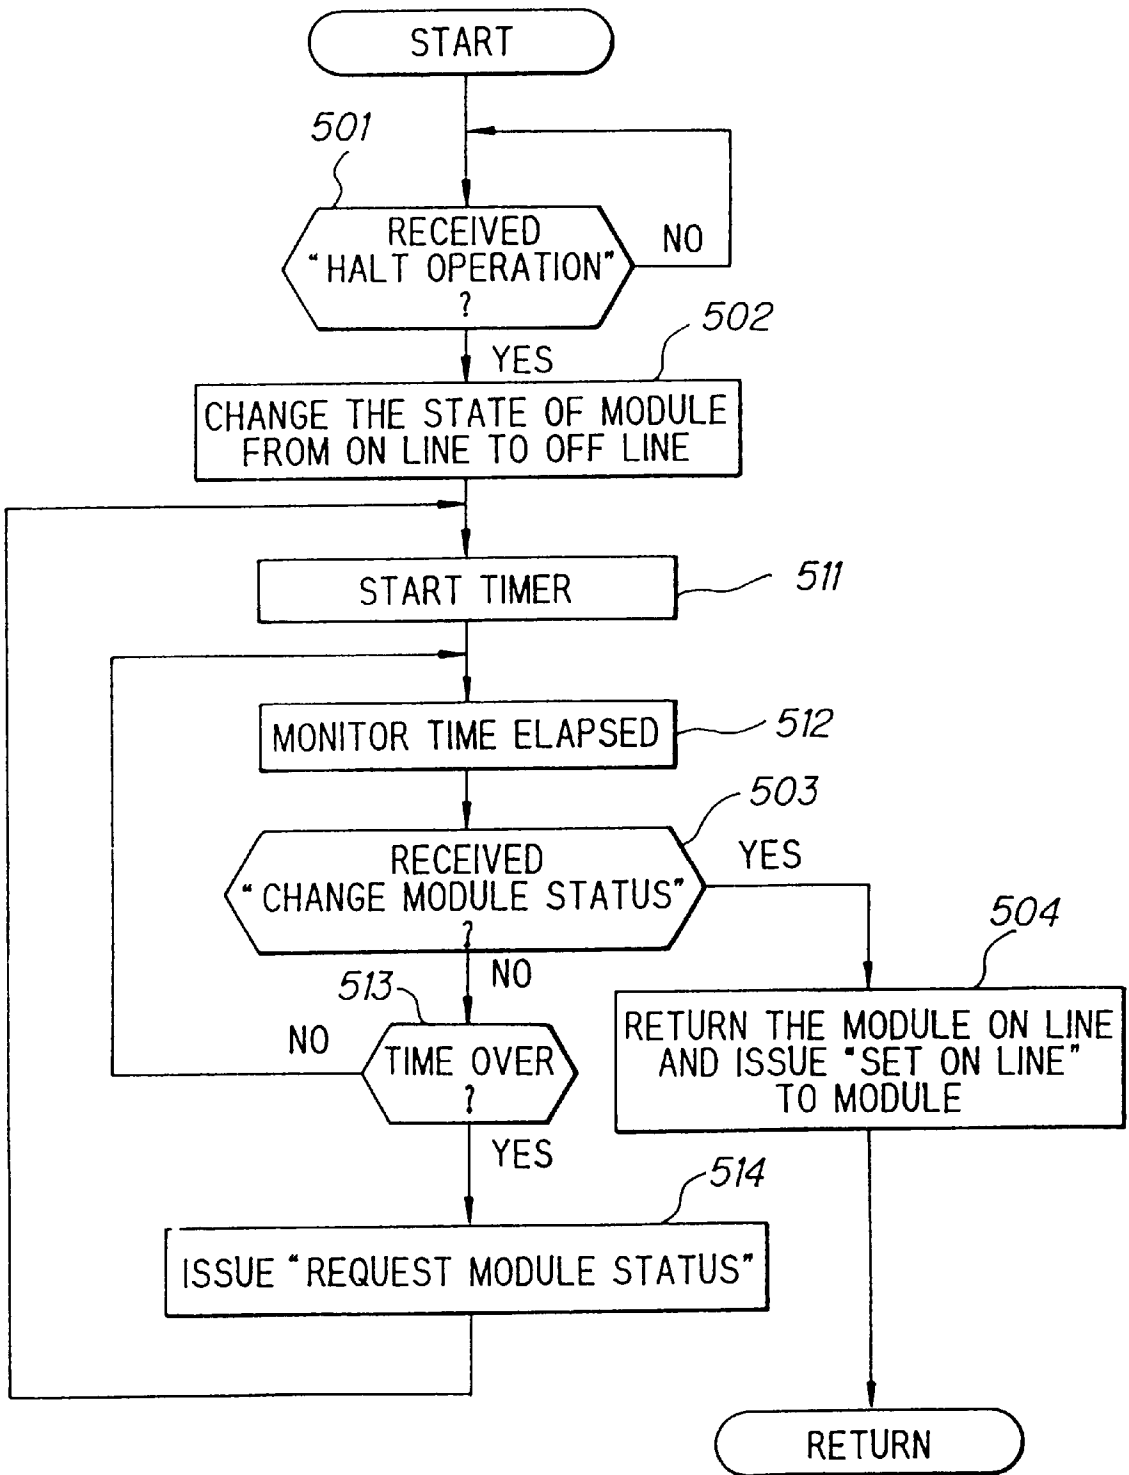 START
501
RECEIVED
"HALT OPERATION"
?
NO
YES
502
CHANGE THE STATE OF MODULE
FROM ON LINE TO OFF LINE
START TIMER
511
MONITOR TIME ELAPSED
512
503
RECEIVED
"CHANGE MODULE STATUS"
?
YES
NO
504
RETURN THE MODULE ON LINE
AND ISSUE "SET ON LINE"
TO MODULE
513
NO
TIME OVER
?
YES
514
ISSUE "REQUEST MODULE STATUS"
RETURN